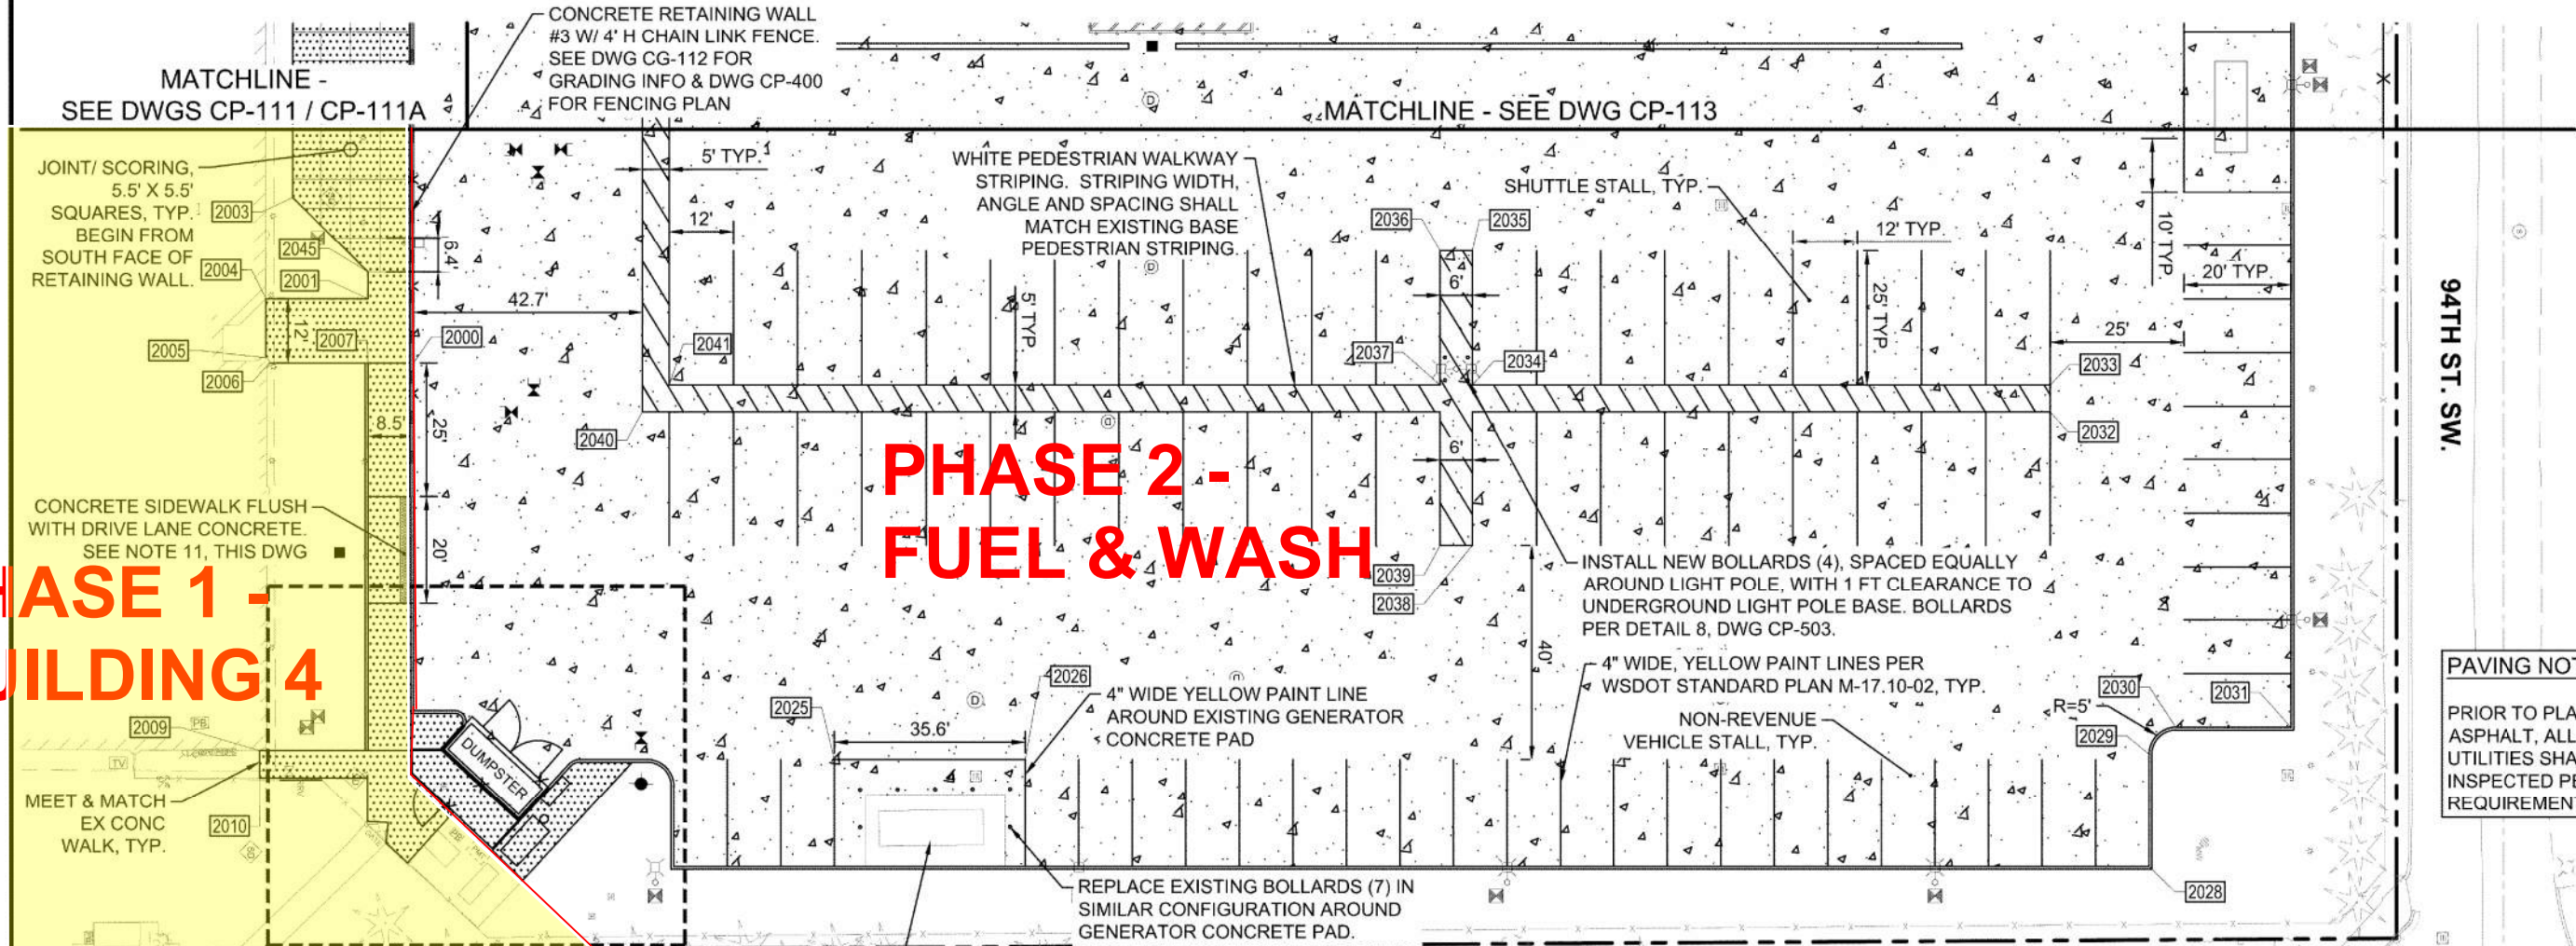 CONCRETE RETAINING WALL
#3 W/ 4' H CHAIN LINK FENCE.
SEE DWG CG-112 FOR
GRADING INFO & DWG CP-400
FOR FENCING PLAN
MATCHLINE -
SEE DWGS CP-111 / CP-111A
MATCHLINE - SEE DWG CP-113
JOINT/ SCORING,
5.5' X 5.5'
SQUARES, TYP.
BEGIN FROM
SOUTH FACE OF
RETAINING WALL.
2003
2045
2004
2001
2005
2007
2006
2000
12'
6.4'
42.7'
5' TYP.
12'
8.5'
25'
20'
WHITE PEDESTRIAN WALKWAY
STRIPING. STRIPING WIDTH,
ANGLE AND SPACING SHALL
MATCH EXISTING BASE
PEDESTRIAN STRIPING.
5' TYP.
2041
2040
SHUTTLE STALL, TYP.
12' TYP.
25' TYP.
2036
2035
6'
2037
2034
6'
2039
2038
10' TYP.
20' TYP.
25'
2033
2032
94TH ST. SW.
CONCRETE SIDEWALK FLUSH
WITH DRIVE LANE CONCRETE.
SEE NOTE 11, THIS DWG
PHASE 2 -
FUEL & WASH
HASE 1 -
UILDING 4
INSTALL NEW BOLLARDS (4), SPACED EQUALLY
AROUND LIGHT POLE, WITH 1 FT CLEARANCE TO
UNDERGROUND LIGHT POLE BASE. BOLLARDS
PER DETAIL 8, DWG CP-503.
40'
4" WIDE, YELLOW PAINT LINES PER
WSDOT STANDARD PLAN M-17.10-02, TYP.
NON-REVENUE
VEHICLE STALL, TYP.
2025
2026
35.6'
4" WIDE YELLOW PAINT LINE
AROUND EXISTING GENERATOR
CONCRETE PAD
2030
2031
R=5'
2029
2028
PAVING NOT
PRIOR TO PLA
ASPHALT, ALL
UTILITIES SHA
INSPECTED PE
REQUIREMENT
2009
PB
TV
DUMPSTER
MEET & MATCH
EX CONC
WALK, TYP.
2010
REPLACE EXISTING BOLLARDS (7) IN
SIMILAR CONFIGURATION AROUND
GENERATOR CONCRETE PAD.